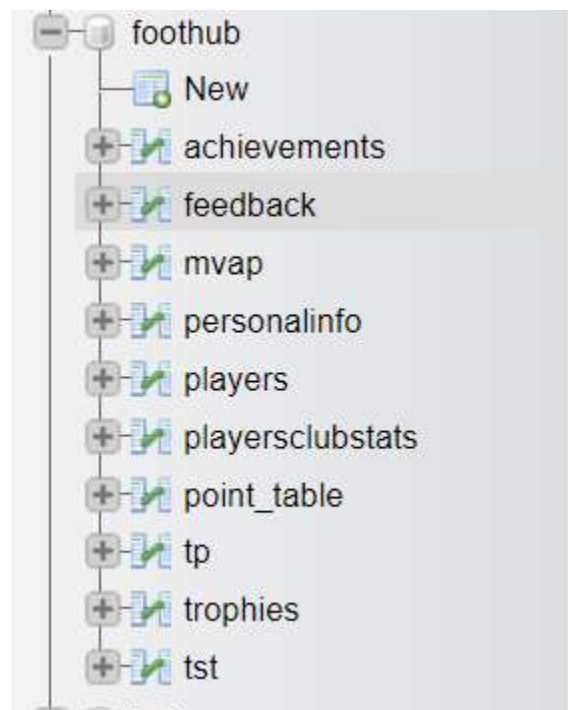 foothub
New
achievements
feedback
mvap
personalinfo
players
playersclubstats
point_table
tp
trophies
tst